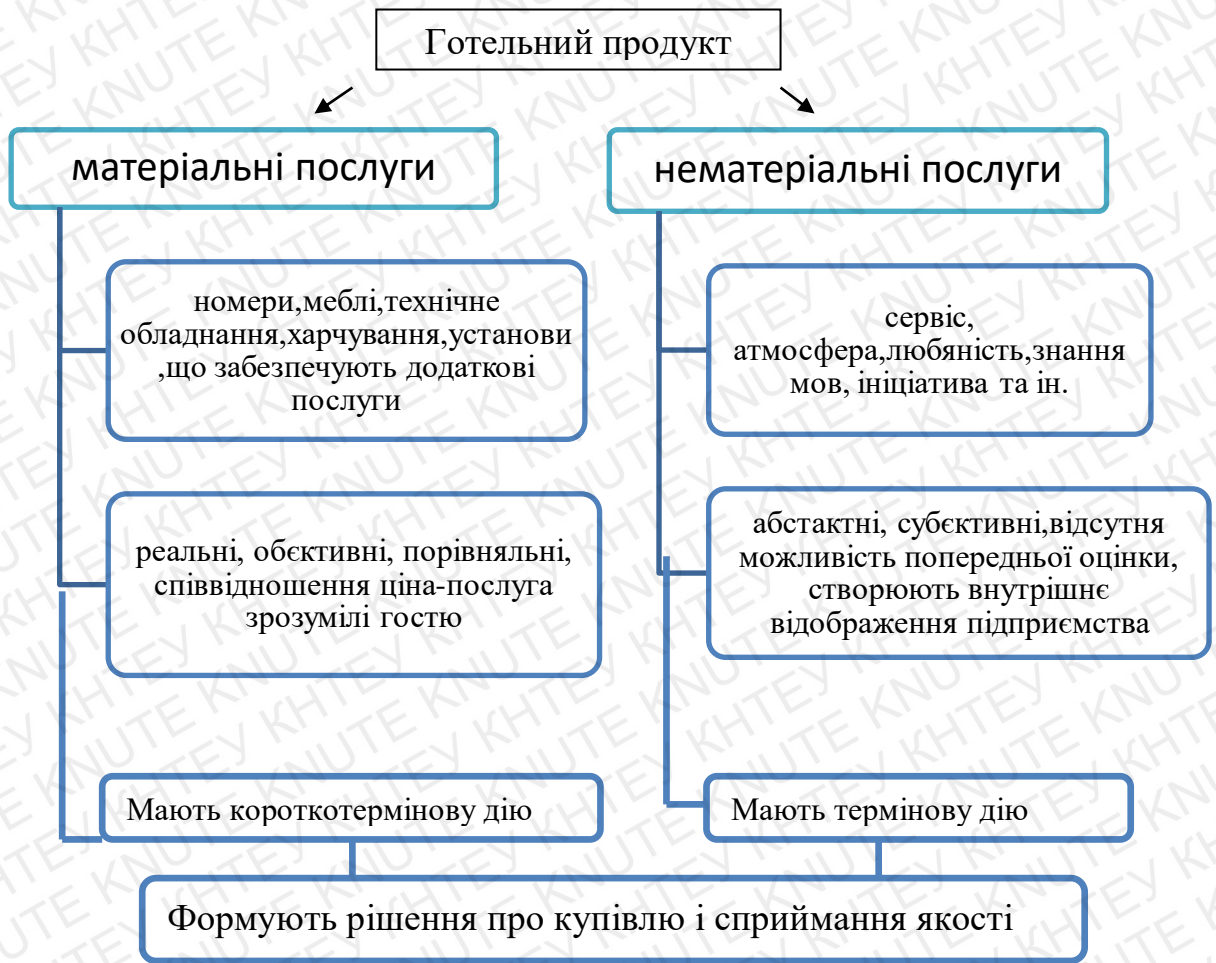 Готельний продукт
матеріальні послуги
нематеріальні послуги
номери,меблі,технічне
обладнання,харчування,установи
,що забезпечують додаткові
послуги
сервіс,
атмосфера,любяність,знання
мов, ініціатива та ін.
реальні, обєктивні, порівняльні,
співвідношення ціна-послуга
зрозумілі гостю
абстактні, субєктивні,відсутня
можливість попередньої оцінки,
створюють внутрішнє
відображення підприємства
Мають короткотермінову дію
Мають термінову дію
Формують рішення про купівлю і сприймання якості